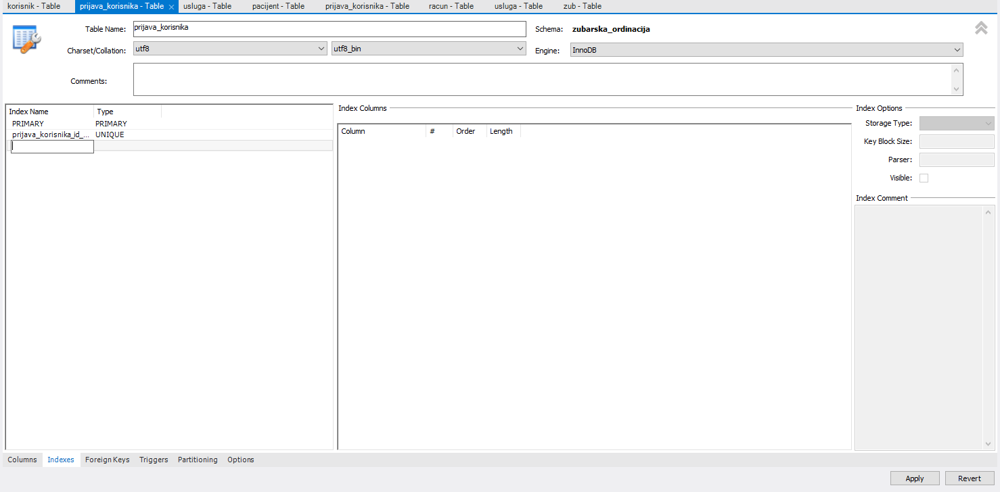 korisnik - Table prijava_korisnika - Table × usluga - Table pacijent - Table prijava_korisnika - Table racun - Table usluga - Table zub - Table
Table Name: prijava_korisnika Schema: zubarska_ordinacija
Charset/Collation: utf8 utf8_bin Engine: InnoDB
Comments:
Index Name Type
PRIMARY PRIMARY
prijava_korisnika_id_... UNIQUE
Index Columns
Column # Order Length
Index Options
Storage Type:
Key Block Size:
Parser:
Visible:
Index Comment
Columns Indexes Foreign Keys Triggers Partitioning Options
Apply Revert